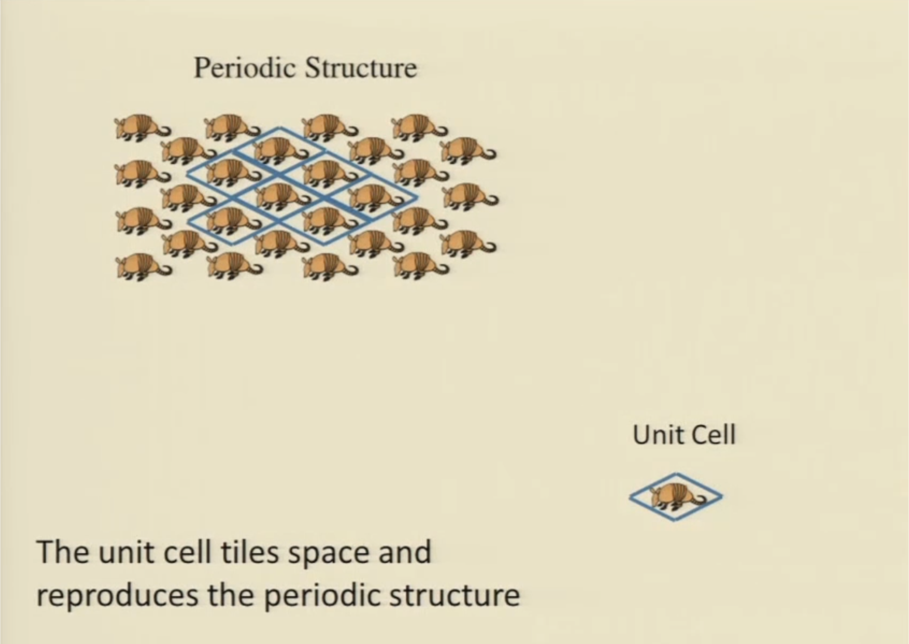 Periodic Structure
Unit Cell
The unit cell tiles space and
reproduces the periodic structure